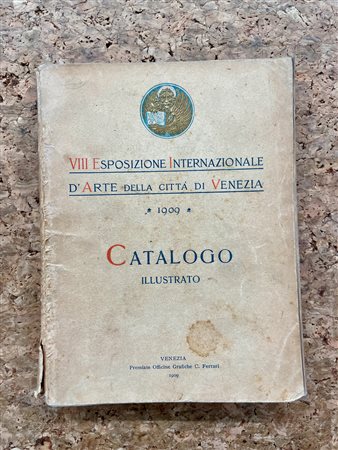 VIII ESPOSIZIONE INTERNAZIONALE
D'ARTE DELLA CITTÀ DI VENEZIA
* 1909 *
CATALOGO
ILLUSTRATO
VENEZIA
Premiate Officine Grafiche C. Ferrari
1909